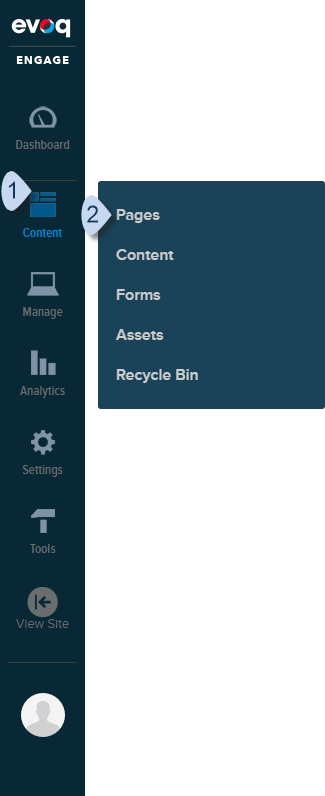 evoq
ENGAGE
Dashboard
1
Content
2 Pages
Content
Forms
Assets
Recycle Bin
Manage
Analytics
Settings
Tools
View Site